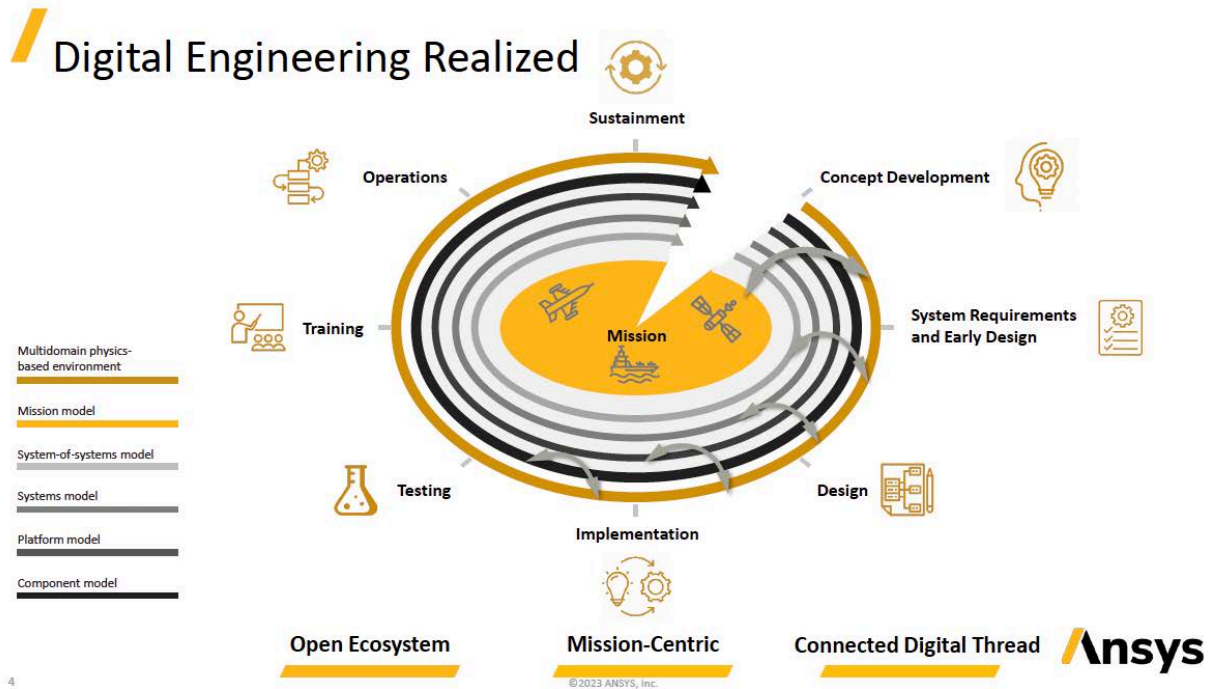 Digital Engineering Realized
Sustainment
Operations
Concept Development
Training
Mission
System Requirements
and Early Design
Multidomain physics-
based environment
Mission model
System-of-systems model
Systems model
Platform model
Component model
Testing
Design
Implementation
Open Ecosystem
Mission-Centric
Connected Digital Thread
Ansys
4
©2023 ANSYS, Inc.